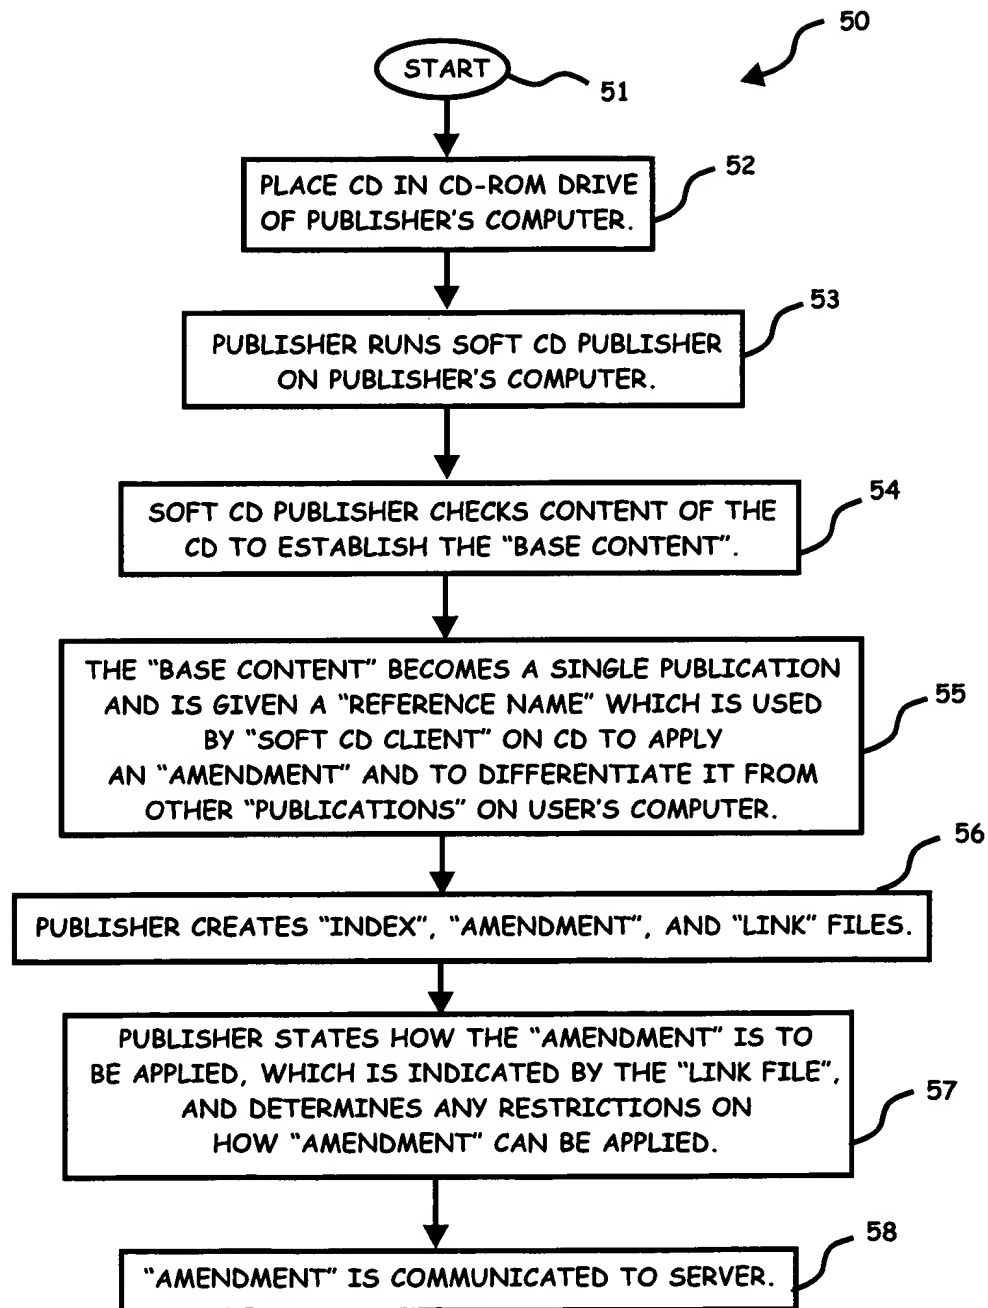 50
START
51
PLACE CD IN CD-ROM DRIVE
OF PUBLISHER'S COMPUTER.
52
PUBLISHER RUNS SOFT CD PUBLISHER
ON PUBLISHER'S COMPUTER.
53
SOFT CD PUBLISHER CHECKS CONTENT OF THE
CD TO ESTABLISH THE “BASE CONTENT”.
54
THE “BASE CONTENT” BECOMES A SINGLE PUBLICATION
AND IS GIVEN A “REFERENCE NAME” WHICH IS USED
BY “SOFT CD CLIENT” ON CD TO APPLY
AN “AMENDMENT” AND TO DIFFERENTIATE IT FROM
OTHER “PUBLICATIONS” ON USER'S COMPUTER.
55
PUBLISHER CREATES “INDEX”, “AMENDMENT”, AND “LINK” FILES.
56
PUBLISHER STATES HOW THE “AMENDMENT” IS TO
BE APPLIED, WHICH IS INDICATED BY THE “LINK FILE”,
AND DETERMINES ANY RESTRICTIONS ON
HOW “AMENDMENT” CAN BE APPLIED.
57
“AMENDMENT” IS COMMUNICATED TO SERVER.
58